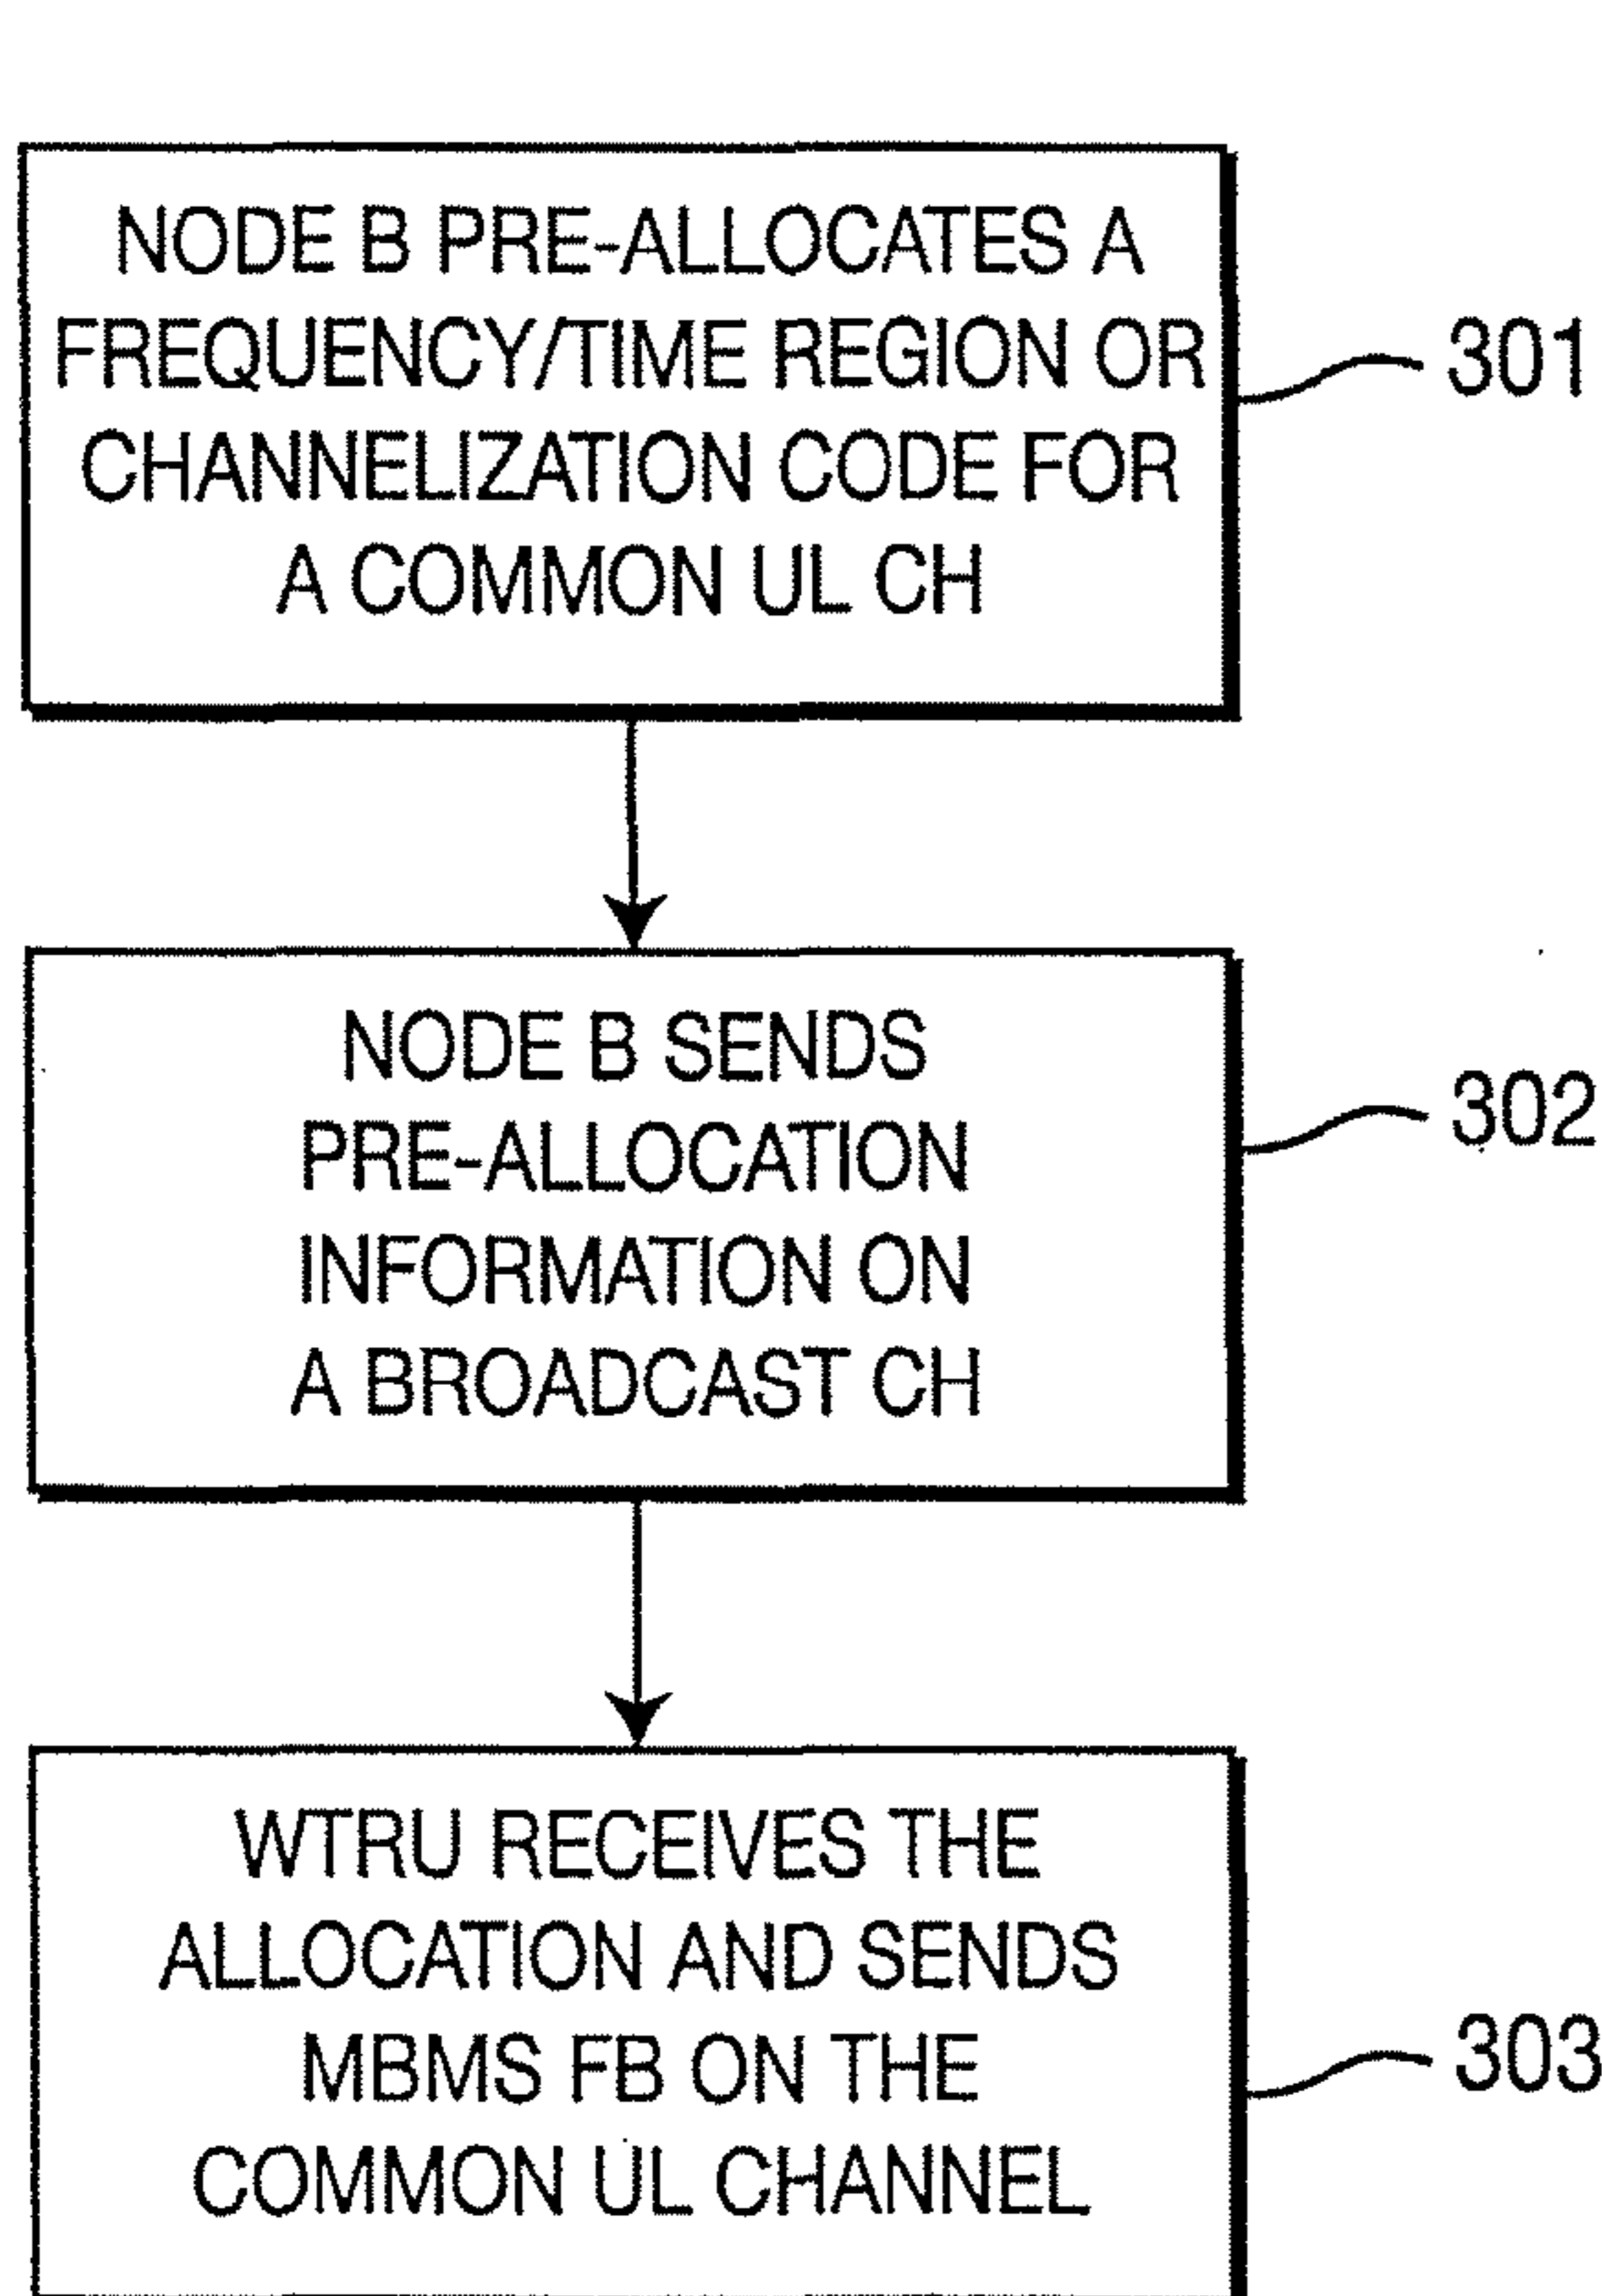 NODE B PRE-ALLOCATES A
FREQUENCY/TIME REGION OR
CHANNELIZATION CODE FOR
A COMMON UL CH
301
NODE B SENDS
PRE-ALLOCATION
INFORMATION ON
A BROADCAST CH
302
WTRU RECEIVES THE
ALLOCATION AND SENDS
MBMS FB ON THE
COMMON UL CHANNEL
303